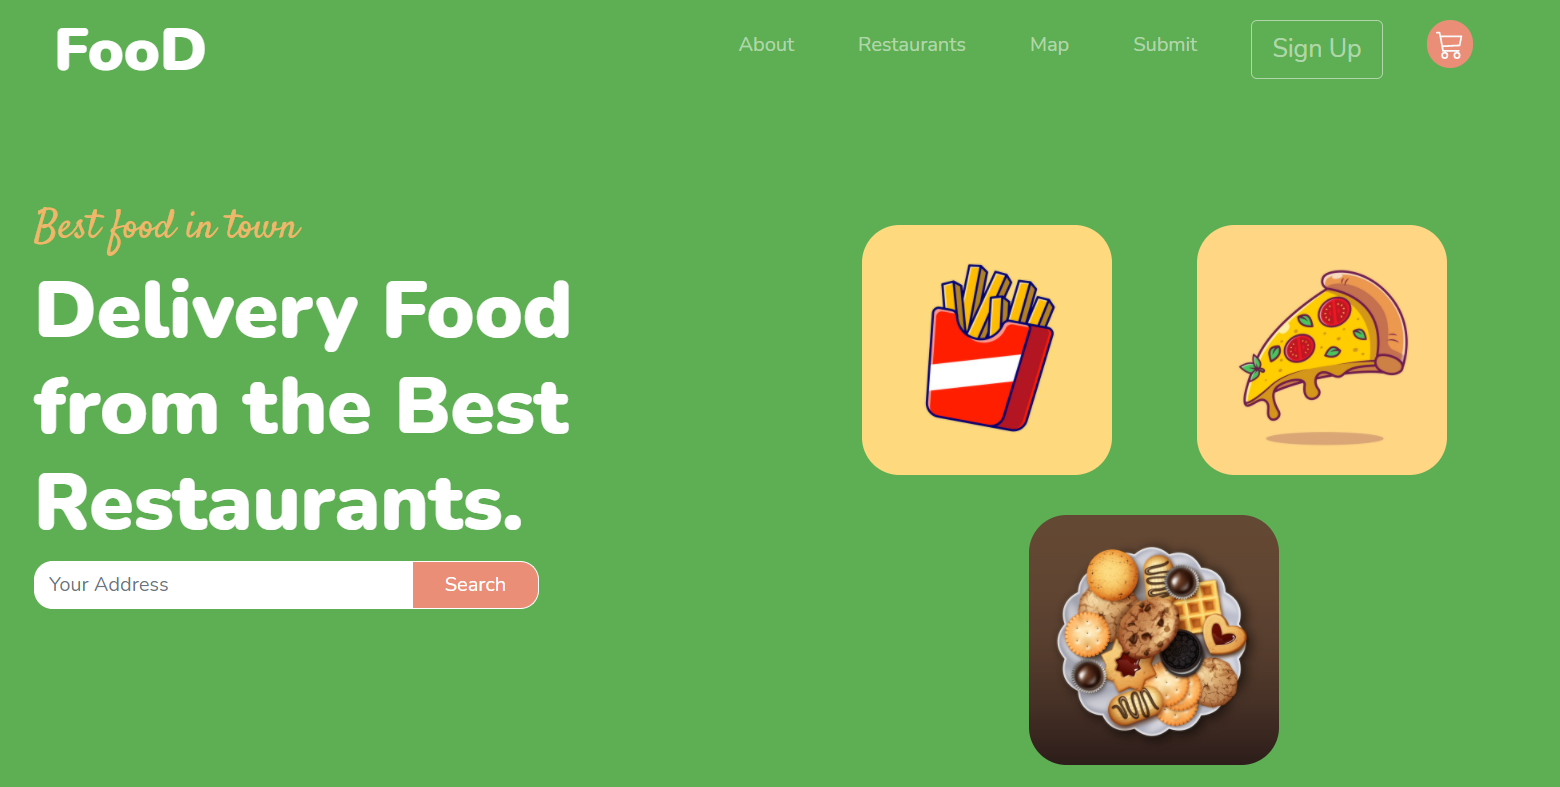 FooD
About Restaurants Map Submit Sign Up
Best food in town
Delivery Food
from the Best
Restaurants.
Your Address Search